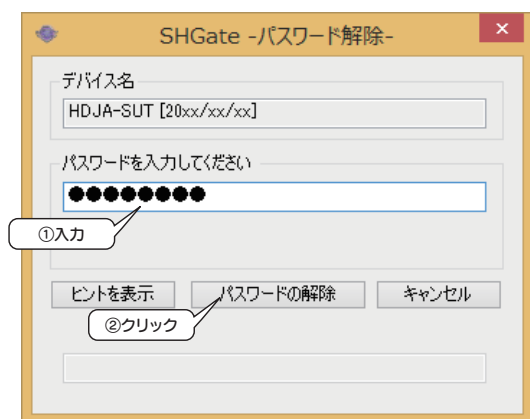 SHGate -パスワード解除-
デバイス名
HDJA-SUT [20xx/xx/xx]
パスワードを入力してください
●●●●●●●●
①入力
ヒントを表示 パスワードの解除 キャンセル
②クリック